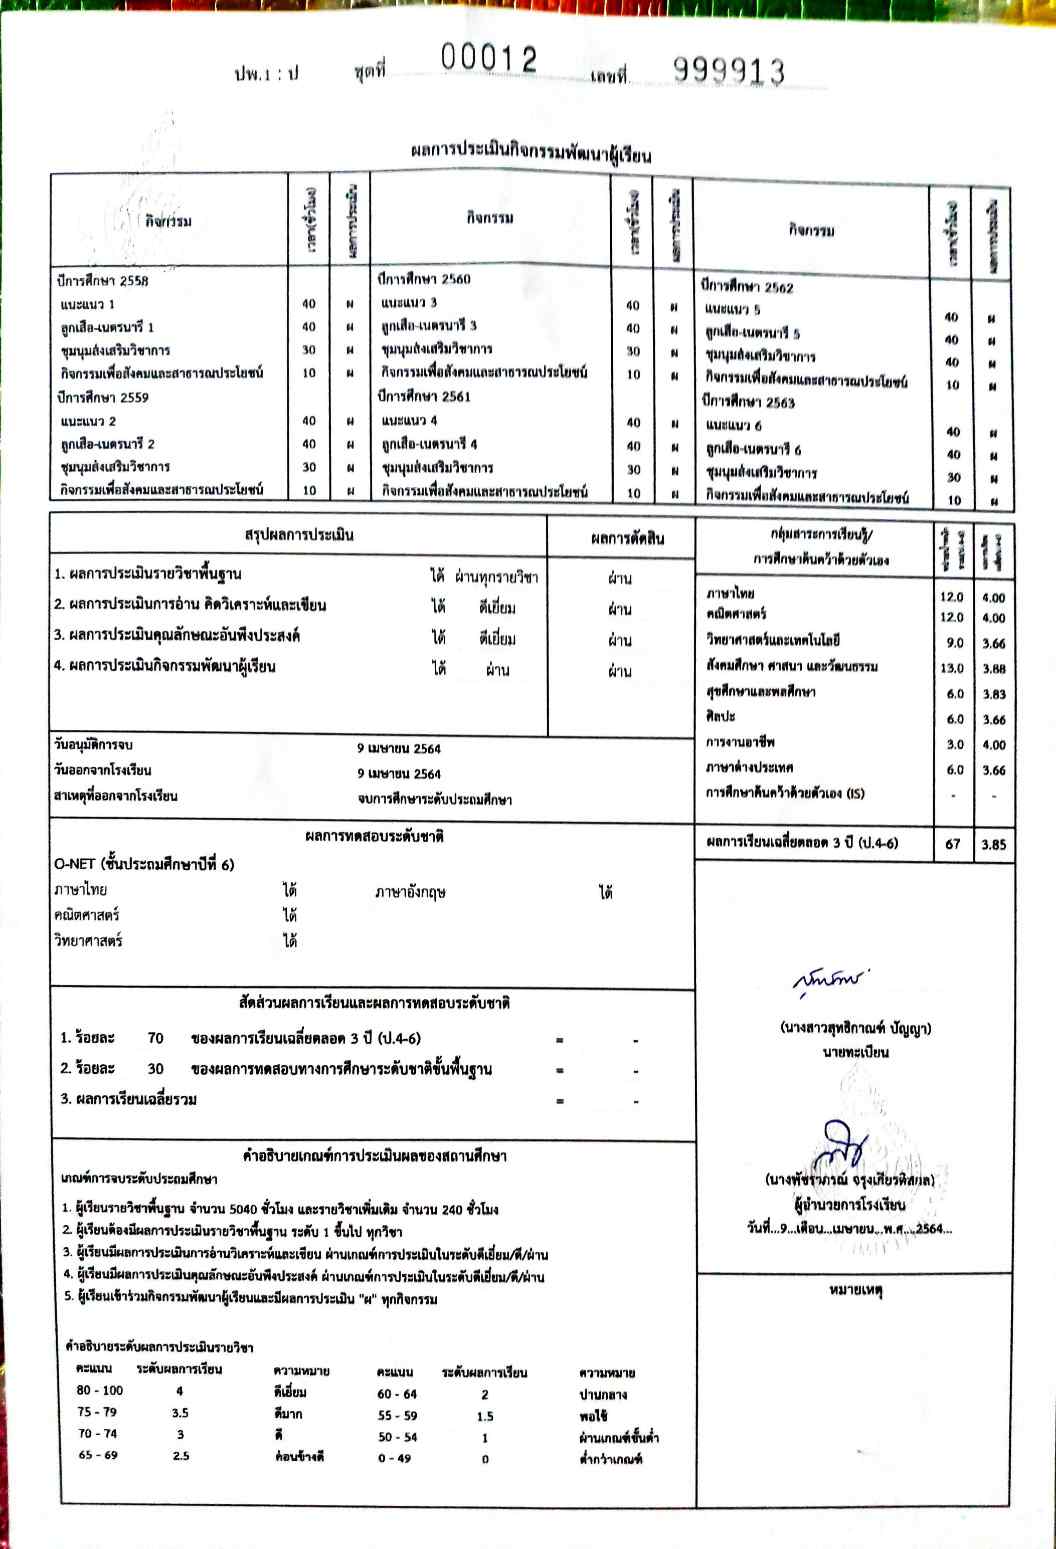 ปพ.1 : ป ชุดที่ 00012 เลขที่ 999913
ผลการประเมินกิจกรรมพัฒนาผู้เรียน
กิจกรรม เวลา(ชั่วโมง) ผลการประเมิน กิจกรรม เวลา(ชั่วโมง) ผลการประเมิน กิจกรรม เวลา(ชั่วโมง) ผลการประเมิน
ปีการศึกษา 2558 ปีการศึกษา 2560 ปีการศึกษา 2562
แนะแนว 1 40 ผ แนะแนว 3 40 ผ แนะแนว 5 40 ผ
ลูกเสือ-เนตรนารี 1 40 ผ ลูกเสือ-เนตรนารี 3 40 ผ ลูกเสือ-เนตรนารี 5 40 ผ
ชุมนุมส่งเสริมวิชาการ 30 ผ ชุมนุมส่งเสริมวิชาการ 30 ผ ชุมนุมส่งเสริมวิชาการ 40 ผ
กิจกรรมเพื่อสังคมและสาธารณประโยชน์ 10 ผ กิจกรรมเพื่อสังคมและสาธารณประโยชน์ 10 ผ กิจกรรมเพื่อสังคมและสาธารณประโยชน์ 10 ผ
ปีการศึกษา 2559 ปีการศึกษา 2561 ปีการศึกษา 2563
แนะแนว 2 40 ผ แนะแนว 4 40 ผ แนะแนว 6 40 ผ
ลูกเสือ-เนตรนารี 2 40 ผ ลูกเสือ-เนตรนารี 4 40 ผ ลูกเสือ-เนตรนารี 6 40 ผ
ชุมนุมส่งเสริมวิชาการ 30 ผ ชุมนุมส่งเสริมวิชาการ 30 ผ ชุมนุมส่งเสริมวิชาการ 30 ผ
กิจกรรมเพื่อสังคมและสาธารณประโยชน์ 10 ผ กิจกรรมเพื่อสังคมและสาธารณประโยชน์ 10 ผ กิจกรรมเพื่อสังคมและสาธารณประโยชน์ 10 ผ
สรุปผลการประเมิน ผลการตัดสิน
1. ผลการประเมินรายวิชาพื้นฐาน ได้ ผ่านทุกรายวิชา ผ่าน
2. ผลการประเมินการอ่าน คิดวิเคราะห์และเขียน ได้ ดีเยี่ยม ผ่าน
3. ผลการประเมินคุณลักษณะอันพึงประสงค์ ได้ ดีเยี่ยม ผ่าน
4. ผลการประเมินกิจกรรมพัฒนาผู้เรียน ได้ ผ่าน ผ่าน
วันอนุมัติการจบ 9 เมษายน 2564
วันออกจากโรงเรียน 9 เมษายน 2564
สาเหตุที่ออกจากโรงเรียน จบการศึกษาระดับประถมศึกษา
กลุ่มสาระการเรียนรู้/
การศึกษาค้นคว้าด้วยตัวเอง
ภาษาไทย 12.0 4.00
คณิตศาสตร์ 12.0 4.00
วิทยาศาสตร์และเทคโนโลยี 9.0 3.66
สังคมศึกษา ศาสนา และวัฒนธรรม 13.0 3.88
สุขศึกษาและพลศึกษา 6.0 3.83
ศิลปะ 6.0 3.66
การงานอาชีพ 3.0 4.00
ภาษาต่างประเทศ 6.0 3.66
การศึกษาค้นคว้าด้วยตัวเอง (IS) - -
ผลการเรียนเฉลี่ยตลอด 3 ปี (ป.4-6) 67 3.85
ผลการทดสอบระดับชาติ
O-NET (ชั้นประถมศึกษาปีที่ 6)
ภาษาไทย ได้ ภาษาอังกฤษ ได้
คณิตศาสตร์ ได้
วิทยาศาสตร์ ได้
สัดส่วนผลการเรียนและผลการทดสอบระดับชาติ
1. ร้อยละ 70 ของผลการเรียนเฉลี่ยตลอด 3 ปี (ป.4-6) = -
2. ร้อยละ 30 ของผลการทดสอบทางการศึกษาระดับชาติขั้นพื้นฐาน = -
3. ผลการเรียนเฉลี่ยรวม = -
(นางสาวสุทธิกาณฑ์ ปัญญา)
นายทะเบียน
(นางพัชราภรณ์ จรุงเกียรติสกุล)
ผู้อำนวยการโรงเรียน
วันที่...9...เดือน...เมษายน...พ.ศ....2564...
คำอธิบายเกณฑ์การประเมินผลของสถานศึกษา
เกณฑ์การจบระดับประถมศึกษา
1. ผู้เรียนรายวิชาพื้นฐาน จำนวน 5040 ชั่วโมง และรายวิชาเพิ่มเติม จำนวน 240 ชั่วโมง
2. ผู้เรียนต้องมีผลการประเมินรายวิชาพื้นฐาน ระดับ 1 ขึ้นไป ทุกวิชา
3. ผู้เรียนมีผลการประเมินการอ่านวิเคราะห์และเขียน ผ่านเกณฑ์การประเมินในระดับดีเยี่ยม/ดี/ผ่าน
4. ผู้เรียนมีผลการประเมินคุณลักษณะอันพึงประสงค์ ผ่านเกณฑ์การประเมินในระดับดีเยี่ยม/ดี/ผ่าน
5. ผู้เรียนเข้าร่วมกิจกรรมพัฒนาผู้เรียนและมีผลการประเมิน "ผ" ทุกกิจกรรม
หมายเหตุ
คำอธิบายระดับผลการประเมินรายวิชา
คะแนน ระดับผลการเรียน ความหมาย คะแนน ระดับผลการเรียน ความหมาย
80 - 100 4 ดีเยี่ยม 60 - 64 2 ปานกลาง
75 - 79 3.5 ดีมาก 55 - 59 1.5 พอใช้
70 - 74 3 ดี 50 - 54 1 ผ่านเกณฑ์ขั้นต่ำ
65 - 69 2.5 ค่อนข้างดี 0 - 49 0 ต่ำกว่าเกณฑ์